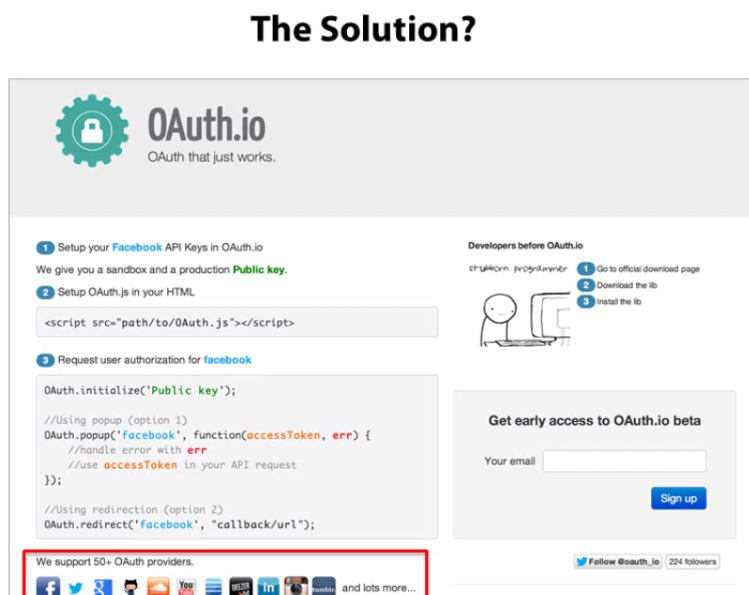 The Solution?
OAuth.io
OAuth that just works.
1 Setup your Facebook API Keys in OAuth.io
We give you a sandbox and a production Public key.
2 Setup OAuth.js in your HTML
<script src="path/to/OAuth.js"></script>
3 Request user authorization for facebook
OAuth.initialize('Public key');
//Using popup (option 1)
OAuth.popup('facebook', function(accessToken, err) {
//handle error with err
//use accessToken in your API request
});
//Using redirection (option 2)
OAuth.redirect('facebook', "callback/url");
We support 50+ OAuth providers.
f 8 You DEEZER in tumblr. and lots more...
Developers before OAuth.io
stubborn programmer
1 Go to official download page
2 Download the lib
3 Install the lib
Get early access to OAuth.io beta
Your email
Sign up
Follow @oauth_io 224 followers